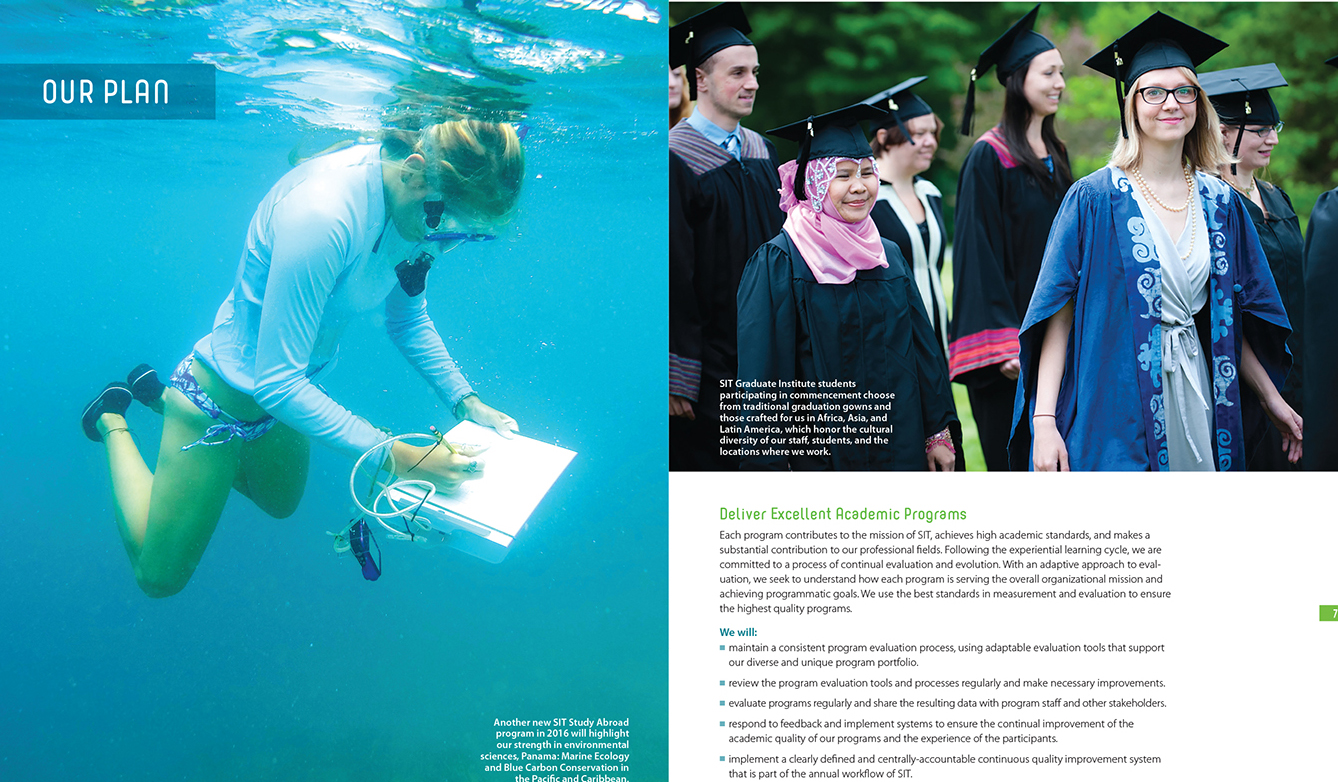 OUR PLAN
Another new SIT Study Abroad
program in 2016 will highlight
our strength in environmental
sciences, Panama: Marine Ecology
and Blue Carbon Conservation in
the Pacific and Caribbean.
SIT Graduate Institute students
participating in commencement choose
from traditional graduation gowns and
those crafted for us in Africa, Asia, and
Latin America, which honor the cultural
diversity of our staff, students, and the
locations where we work.
Deliver Excellent Academic Programs
Each program contributes to the mission of SIT, achieves high academic standards, and makes a
substantial contribution to our professional fields. Following the experiential learning cycle, we are
committed to a process of continual evaluation and evolution. With an adaptive approach to eval-
uation, we seek to understand how each program is serving the overall organizational mission and
achieving programmatic goals. We use the best standards in measurement and evaluation to ensure
the highest quality programs.
We will:
■ maintain a consistent program evaluation process, using adaptable evaluation tools that support
our diverse and unique program portfolio.
■ review the program evaluation tools and processes regularly and make necessary improvements.
■ evaluate programs regularly and share the resulting data with program staff and other stakeholders.
■ respond to feedback and implement systems to ensure the continual improvement of the
academic quality of our programs and the experience of the participants.
■ implement a clearly defined and centrally-accountable continuous quality improvement system
that is part of the annual workflow of SIT.
7